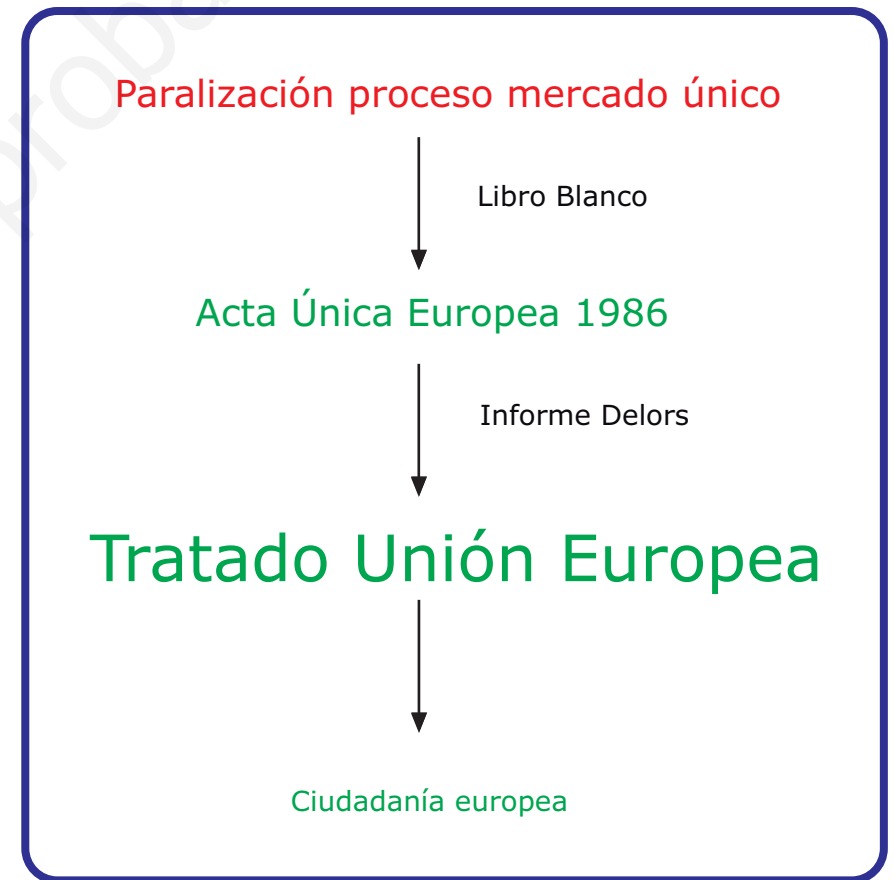 Paralización proceso mercado único
Libro Blanco
Acta Única Europea 1986
Informe Delors
Tratado Unión Europea
Ciudadanía europea